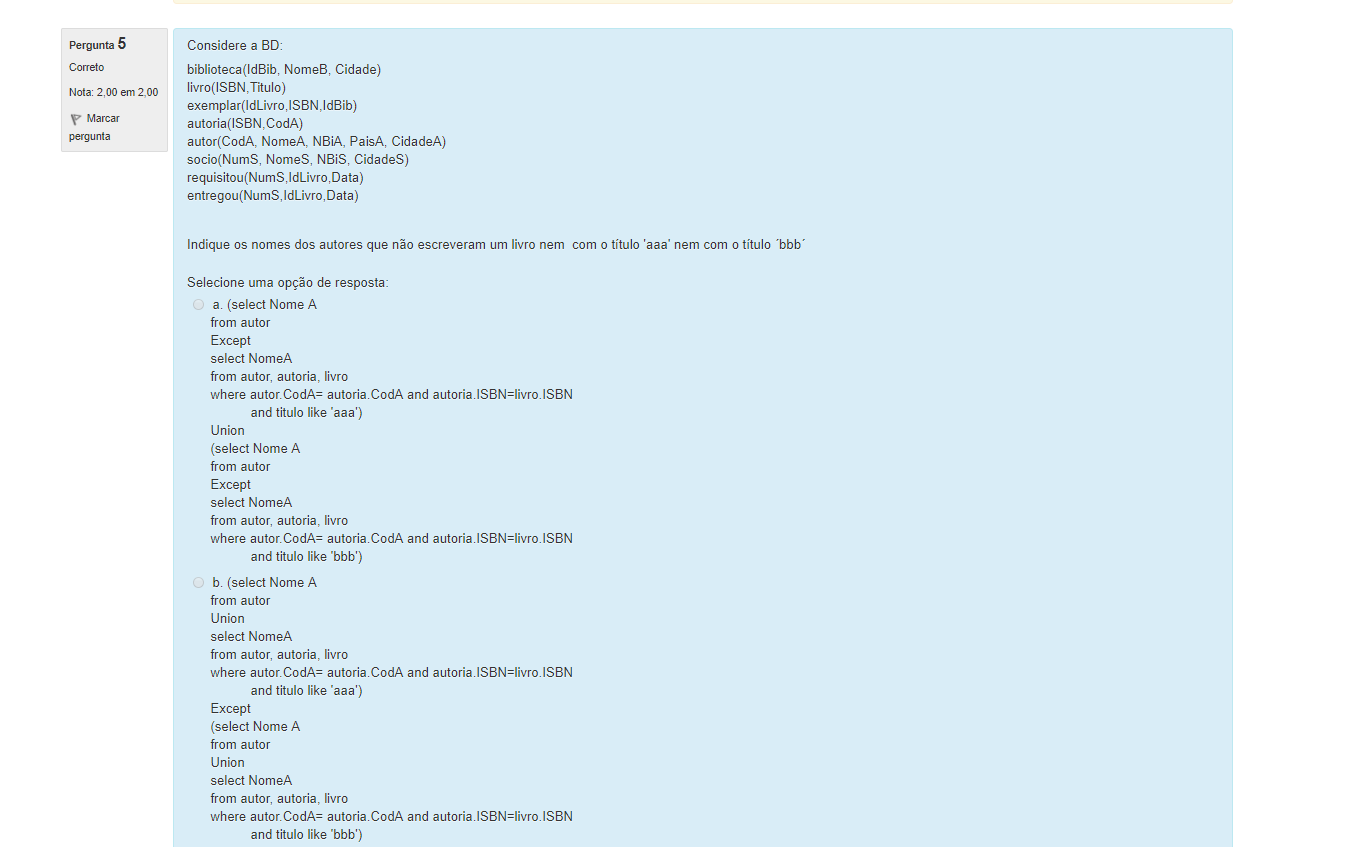 Pergunta 5
Correto
Nota: 2,00 em 2,00
Marcar
pergunta
Considere a BD:
biblioteca(IdBib, NomeB, Cidade)
livro(ISBN,Titulo)
exemplar(IdLivro,ISBN,IdBib)
autoria(ISBN,CodA)
autor(CodA, NomeA, NBiA, PaisA, CidadeA)
socio(NumS, NomeS, NBiS, CidadeS)
requisitou(NumS,IdLivro,Data)
entregou(NumS,IdLivro,Data)
Indique os nomes dos autores que não escreveram um livro nem  com o título 'aaa' nem com o título ´bbb´
Selecione uma opção de resposta:
a. (select Nome A
from autor
Except
select NomeA
from autor, autoria, livro
where autor.CodA= autoria.CodA and autoria.ISBN=livro.ISBN
and titulo like 'aaa')
Union
(select Nome A
from autor
Except
select NomeA
from autor, autoria, livro
where autor.CodA= autoria.CodA and autoria.ISBN=livro.ISBN
and titulo like 'bbb')
b. (select Nome A
from autor
Union
select NomeA
from autor, autoria, livro
where autor.CodA= autoria.CodA and autoria.ISBN=livro.ISBN
and titulo like 'aaa')
Except
(select Nome A
from autor
Union
select NomeA
from autor, autoria, livro
where autor.CodA= autoria.CodA and autoria.ISBN=livro.ISBN
and titulo like 'bbb')